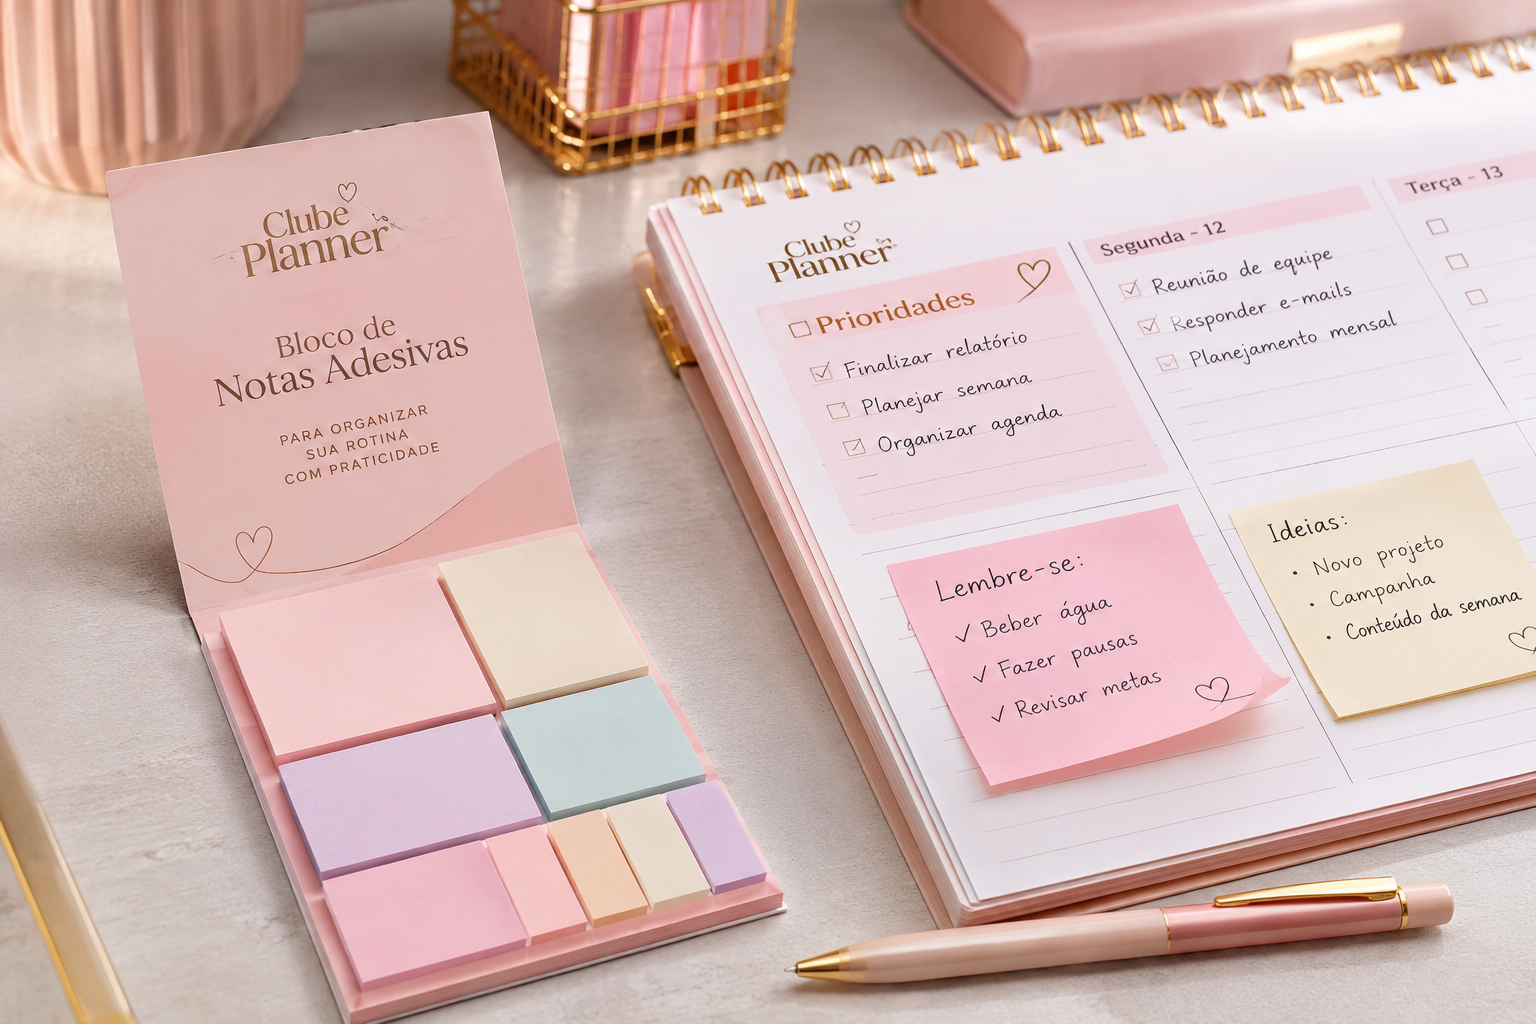 Clube
Planner
Bloco de
Notas Adesivas
PARA ORGANIZAR
SUA ROTINA
COM PRATICIDADE
Clube
Planner
Prioridades
Finalizar relatório
Planejar semana
Organizar agenda
Segunda - 12
Reunião de equipe
Responder e-mails
Planejamento mensal
Terça - 13
Lembre-se:
✓ Beber água
✓ Fazer pausas
✓ Revisar metas
Ideias:
• Novo projeto
• Campanha
• Conteúdo da semana